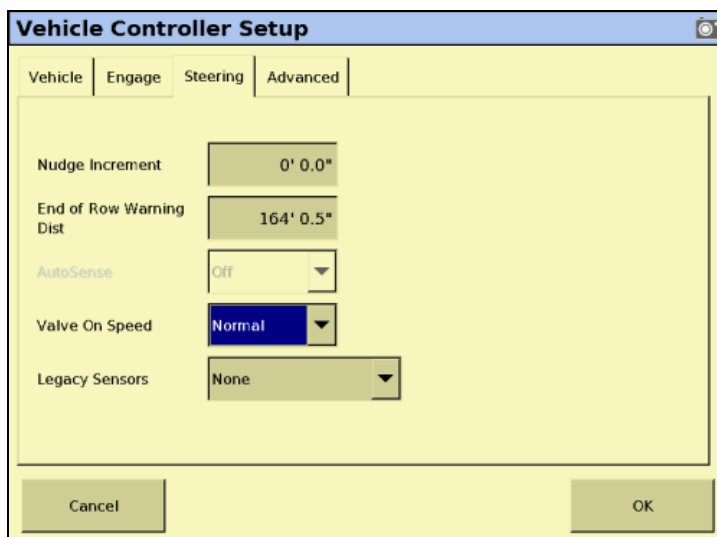 Vehicle Controller Setup
Vehicle
Engage
Steering
Advanced
Nudge Increment
0' 0.0"
End of Row Warning
Dist
164' 0.5"
AutoSense
Off
Valve On Speed
Normal
Legacy Sensors
None
Cancel
OK